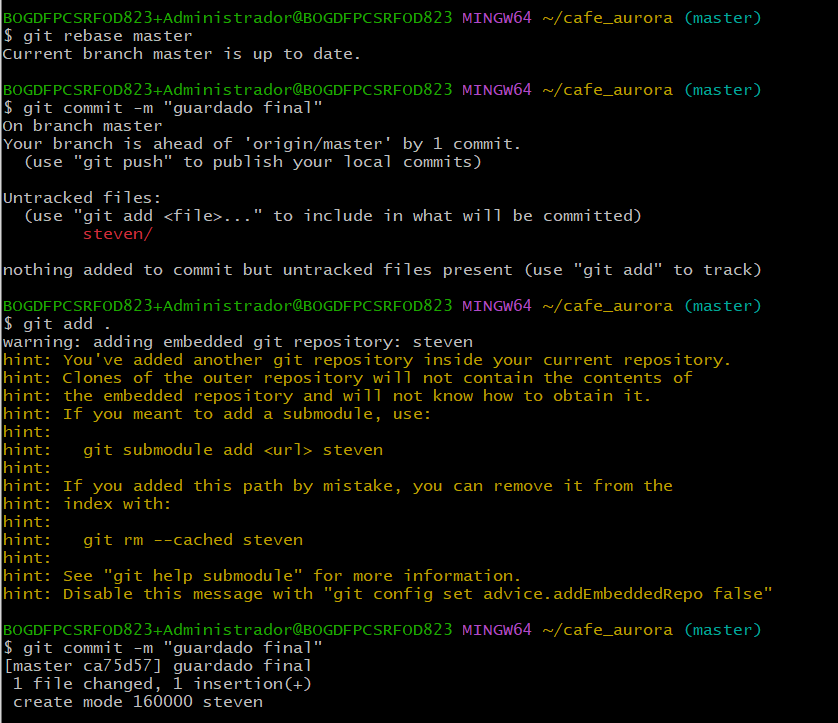 BOGDFPCSRFOD823+Administrador@BOGDFPCSRFOD823 MINGW64 ~/cafe_aurora (master)
$ git rebase master
Current branch master is up to date.

BOGDFPCSRFOD823+Administrador@BOGDFPCSRFOD823 MINGW64 ~/cafe_aurora (master)
$ git commit -m "guardado final"
On branch master
Your branch is ahead of 'origin/master' by 1 commit.
  (use "git push" to publish your local commits)

Untracked files:
  (use "git add <file>..." to include in what will be committed)
        steven/

nothing added to commit but untracked files present (use "git add" to track)

BOGDFPCSRFOD823+Administrador@BOGDFPCSRFOD823 MINGW64 ~/cafe_aurora (master)
$ git add .
warning: adding embedded git repository: steven
hint: You've added another git repository inside your current repository.
hint: Clones of the outer repository will not contain the contents of
hint: the embedded repository and will not know how to obtain it.
hint: If you meant to add a submodule, use:
hint:
hint:   git submodule add <url> steven
hint:
hint: If you added this path by mistake, you can remove it from the
hint: index with:
hint:
hint:   git rm --cached steven
hint:
hint: See "git help submodule" for more information.
hint: Disable this message with "git config set advice.addEmbeddedRepo false"

BOGDFPCSRFOD823+Administrador@BOGDFPCSRFOD823 MINGW64 ~/cafe_aurora (master)
$ git commit -m "guardado final"
[master ca75d57] guardado final
 1 file changed, 1 insertion(+)
 create mode 160000 steven